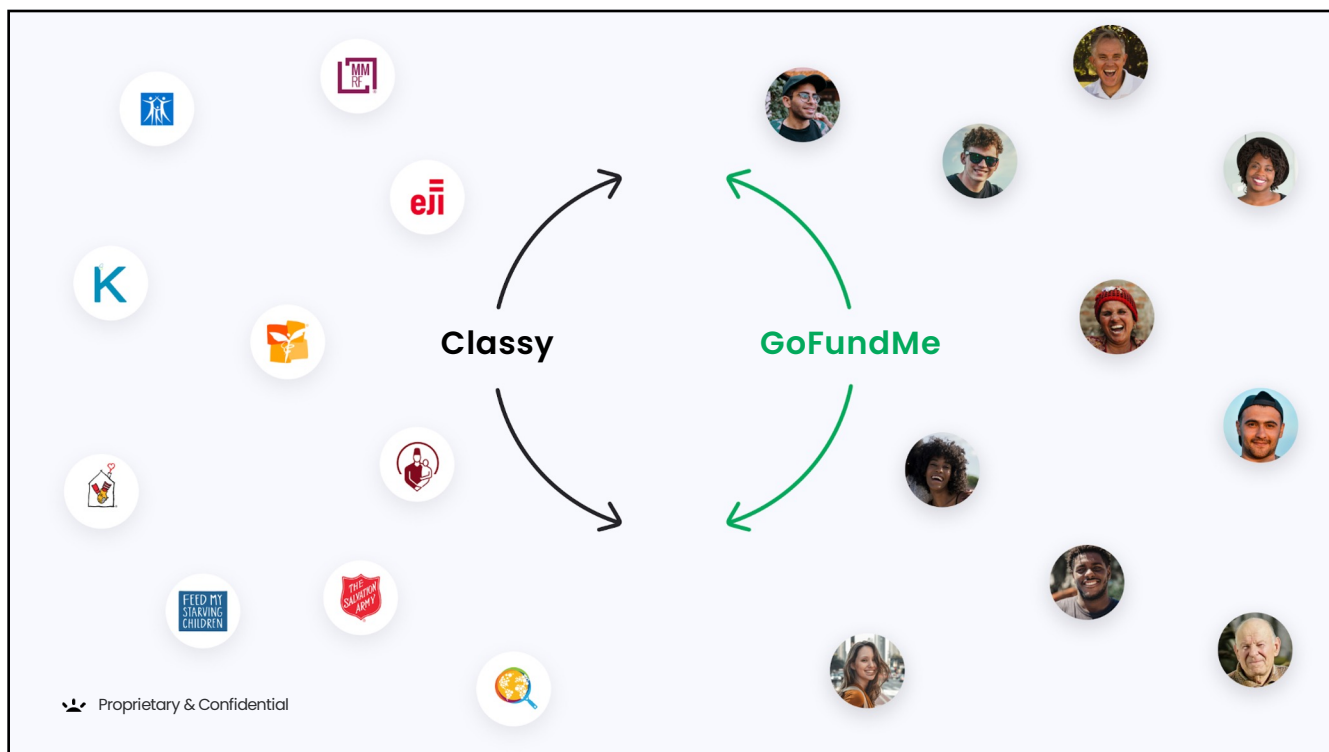 MM
RF
eji
K
Classy
GoFundMe
FEED MY
STARVING
CHILDREN
THE
SALVATION
ARMY
Proprietary & Confidential